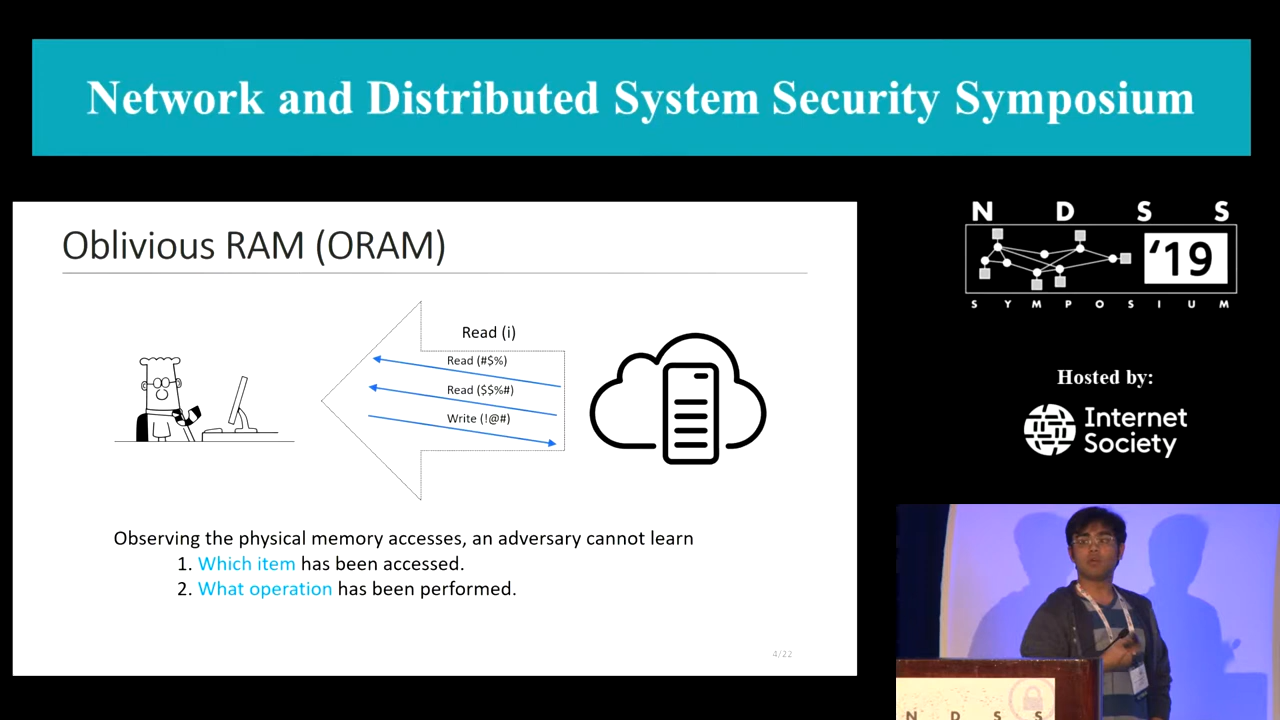 Network and Distributed System Security Symposium
Oblivious RAM (ORAM)
Read (i)
Read (#$%)
Read ($$%#)
Write (!@#)
Observing the physical memory accesses, an adversary cannot learn
1. Which item has been accessed.
2. What operation has been performed.
4/22
N D S S
'19
S Y M P O S I U M
Hosted by:
Internet
Society
N D S S